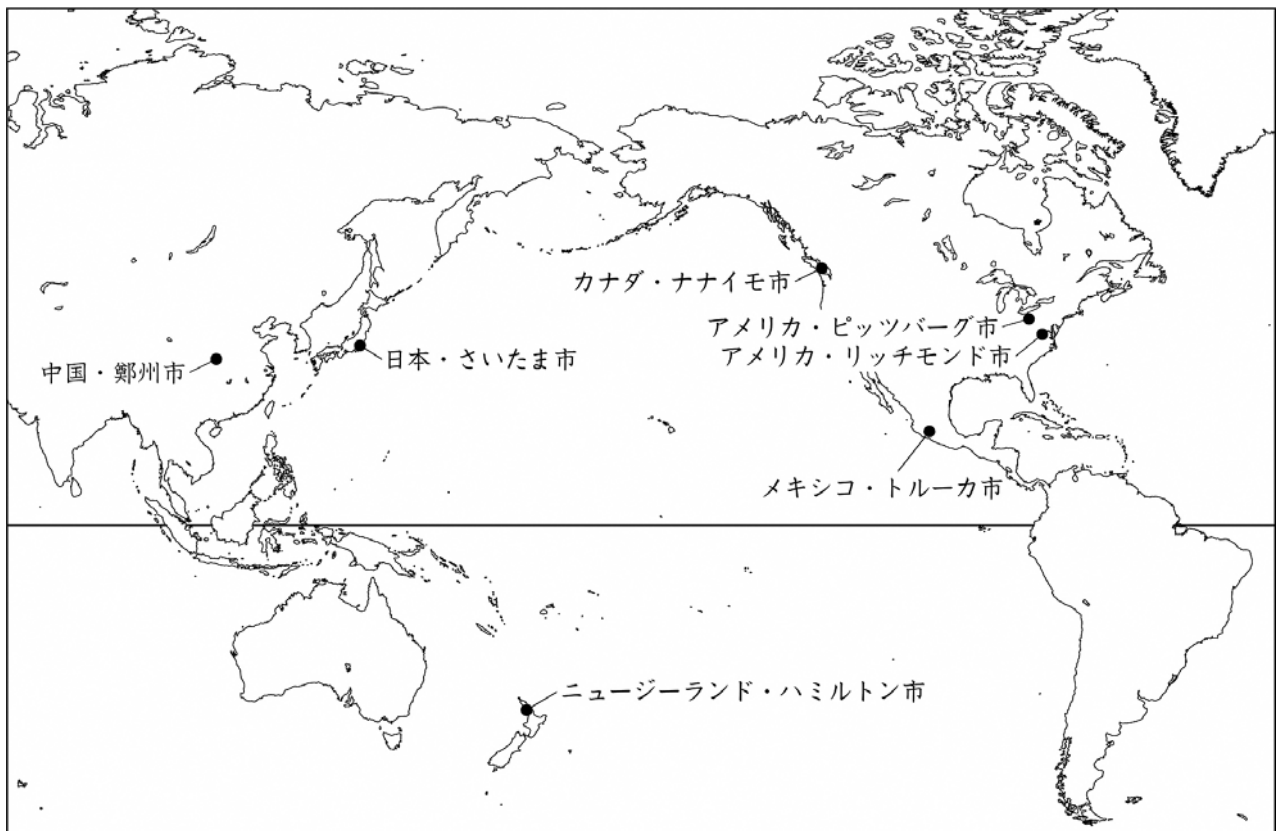 カナダ・ナナイモ市
アメリカ・ピッツバーグ市
アメリカ・リッチモンド市
中国・鄭州市
日本・さいたま市
メキシコ・トルーカ市
ニュージーランド・ハミルトン市